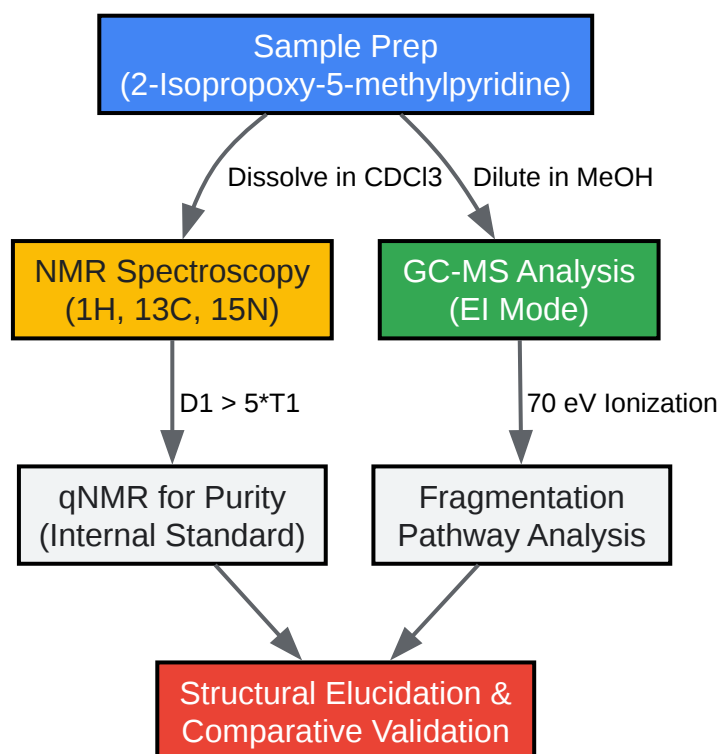 Sample Prep
(2-Isopropoxy-5-methylpyridine)
Dissolve in CDCl3
Dilute in MeOH
NMR Spectroscopy
(1H, 13C, 15N)
GC-MS Analysis
(EI Mode)
D1 > 5*T1
70 eV Ionization
qNMR for Purity
(Internal Standard)
Fragmentation
Pathway Analysis
Structural Elucidation &
Comparative Validation